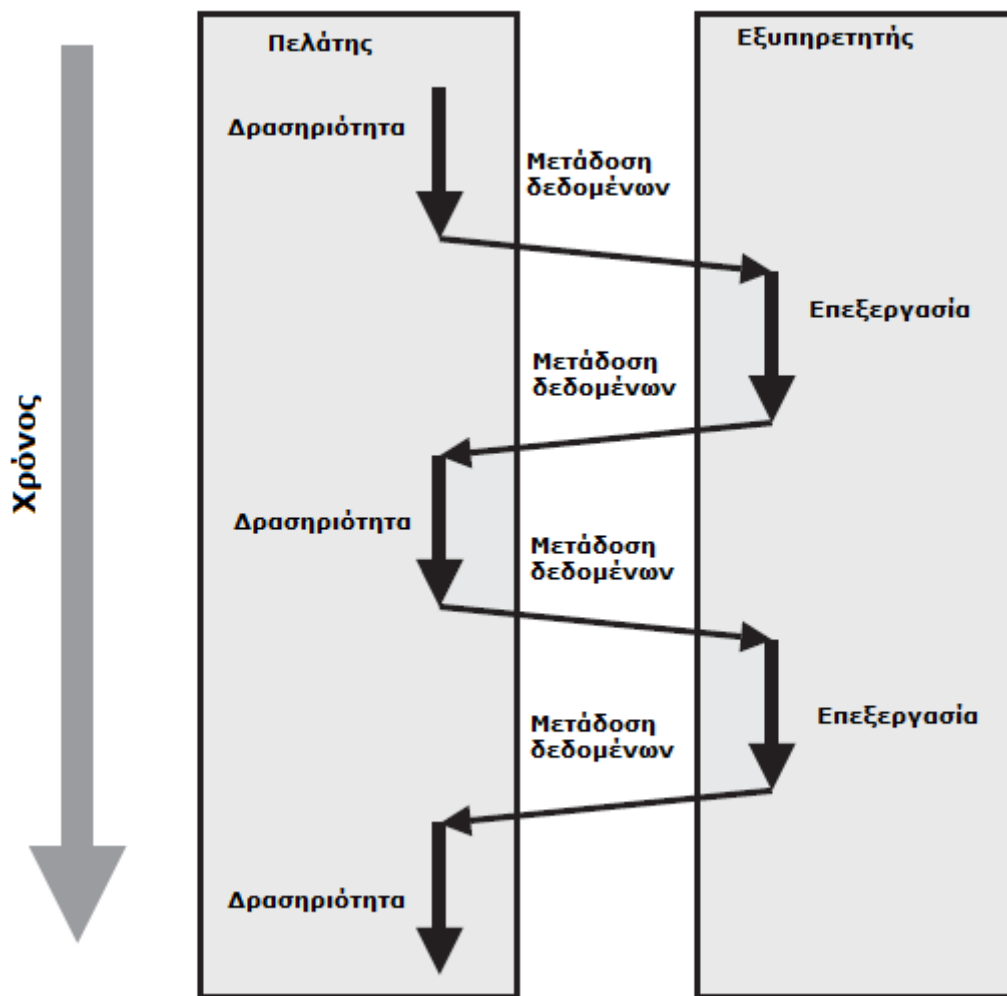 Πελάτης
Εξυπηρετητής
Δρασηριότητα
Μετάδοση
δεδομένων
Επεξεργασία
Μετάδοση
δεδομένων
Χρόνος
Δρασηριότητα
Μετάδοση
δεδομένων
Επεξεργασία
Μετάδοση
δεδομένων
Δρασηριότητα